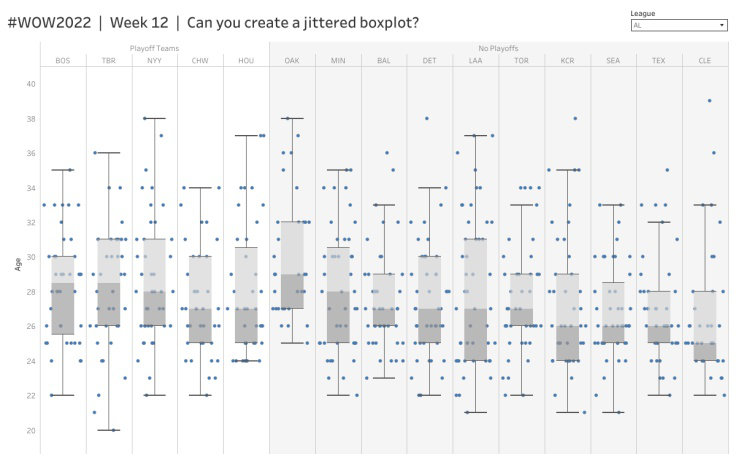 #WOW2022 | Week 12 | Can you create a jittered boxplot?
League
AL
Playoff Teams No Playoffs
BOS TBR NYY CHW HOU OAK MIN BAL DET LAA TOR KCR SEA TEX CLE
40
38
36
34
32
30
Age
28
26
24
22
20